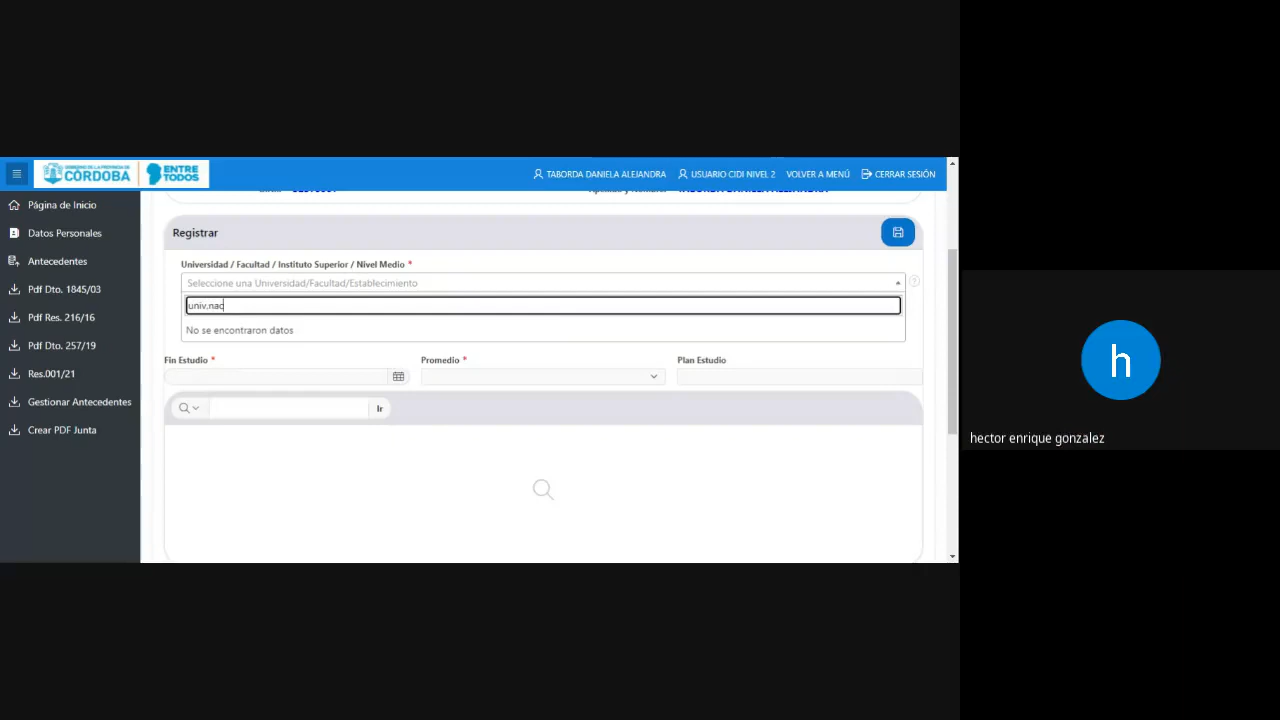 GOBIERNO DE LA PROVINCIA DE
CÓRDOBA
ENTRE
TODOS
TABORDA DANIELA ALEJANDRA
USUARIO CIDI NIVEL 2
VOLVER A MENÚ
CERRAR SESIÓN
Página de Inicio
Datos Personales
Antecedentes
Pdf Dto. 1845/03
Pdf Res. 216/16
Pdf Dto. 257/19
Res.001/21
Gestionar Antecedentes
Crear PDF Junta
Registrar
Universidad / Facultad / Instituto Superior / Nivel Medio *
Seleccione una Universidad/Facultad/Establecimiento
univ,nac
No se encontraron datos
Fin Estudio *
Promedio *
Plan Estudio
Ir
h
hector enrique gonzalez